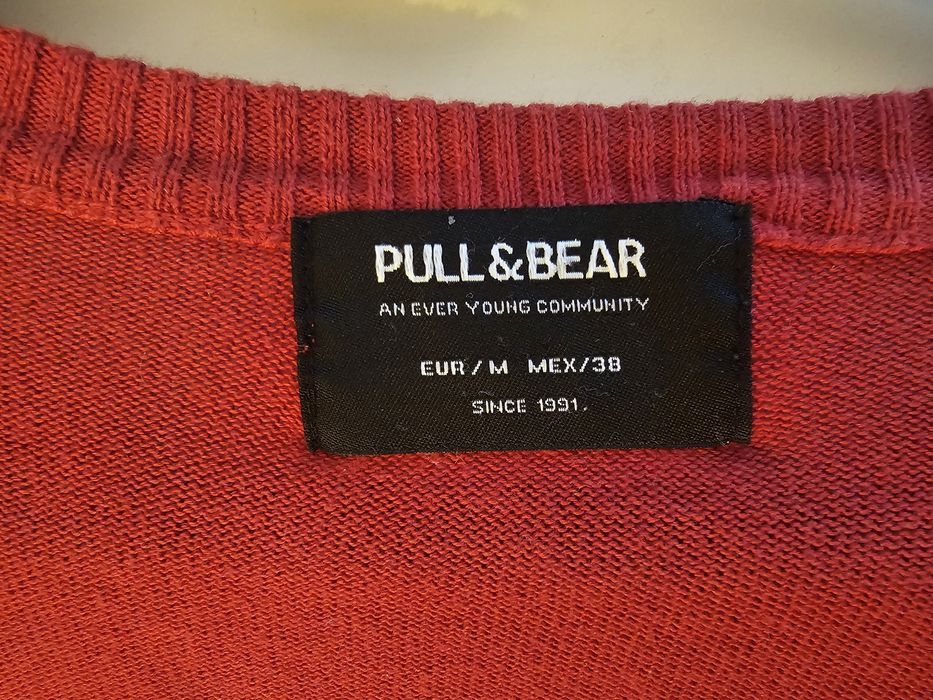 PULL&BEAR
AN EVER YOUNG COMMUNITY
EUR/M MEX/38
SINCE 1991.